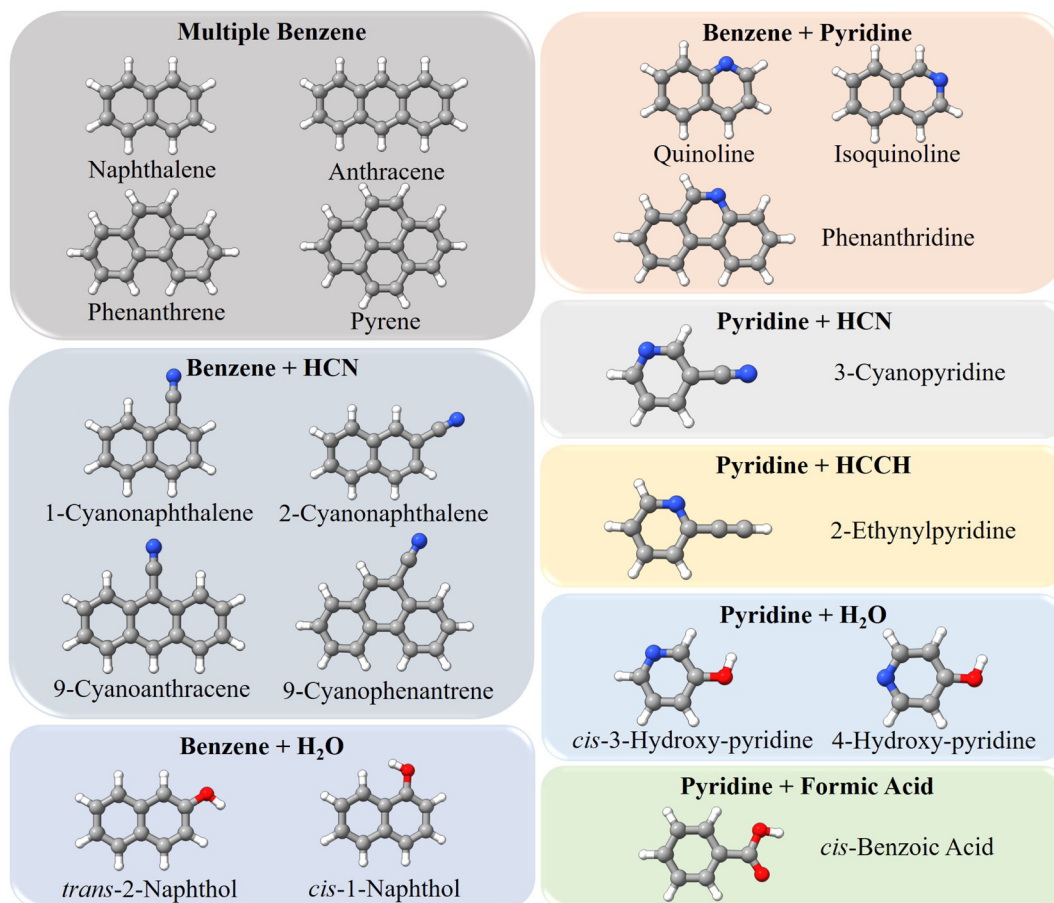 Multiple Benzene
Naphthalene
Anthracene
Phenanthrene
Pyrene
Benzene + HCN
1-Cyanonaphthalene
2-Cyanonaphthalene
9-Cyanoanthracene
9-Cyanophenantrene
Benzene + H₂O
trans-2-Naphthol
cis-1-Naphthol
Benzene + Pyridine
Quinoline
Isoquinoline
Phenanthridine
Pyridine + HCN
3-Cyanopyridine
Pyridine + HCCH
2-Ethynylpyridine
Pyridine + H₂O
cis-3-Hydroxy-pyridine
4-Hydroxy-pyridine
Pyridine + Formic Acid
cis-Benzoic Acid